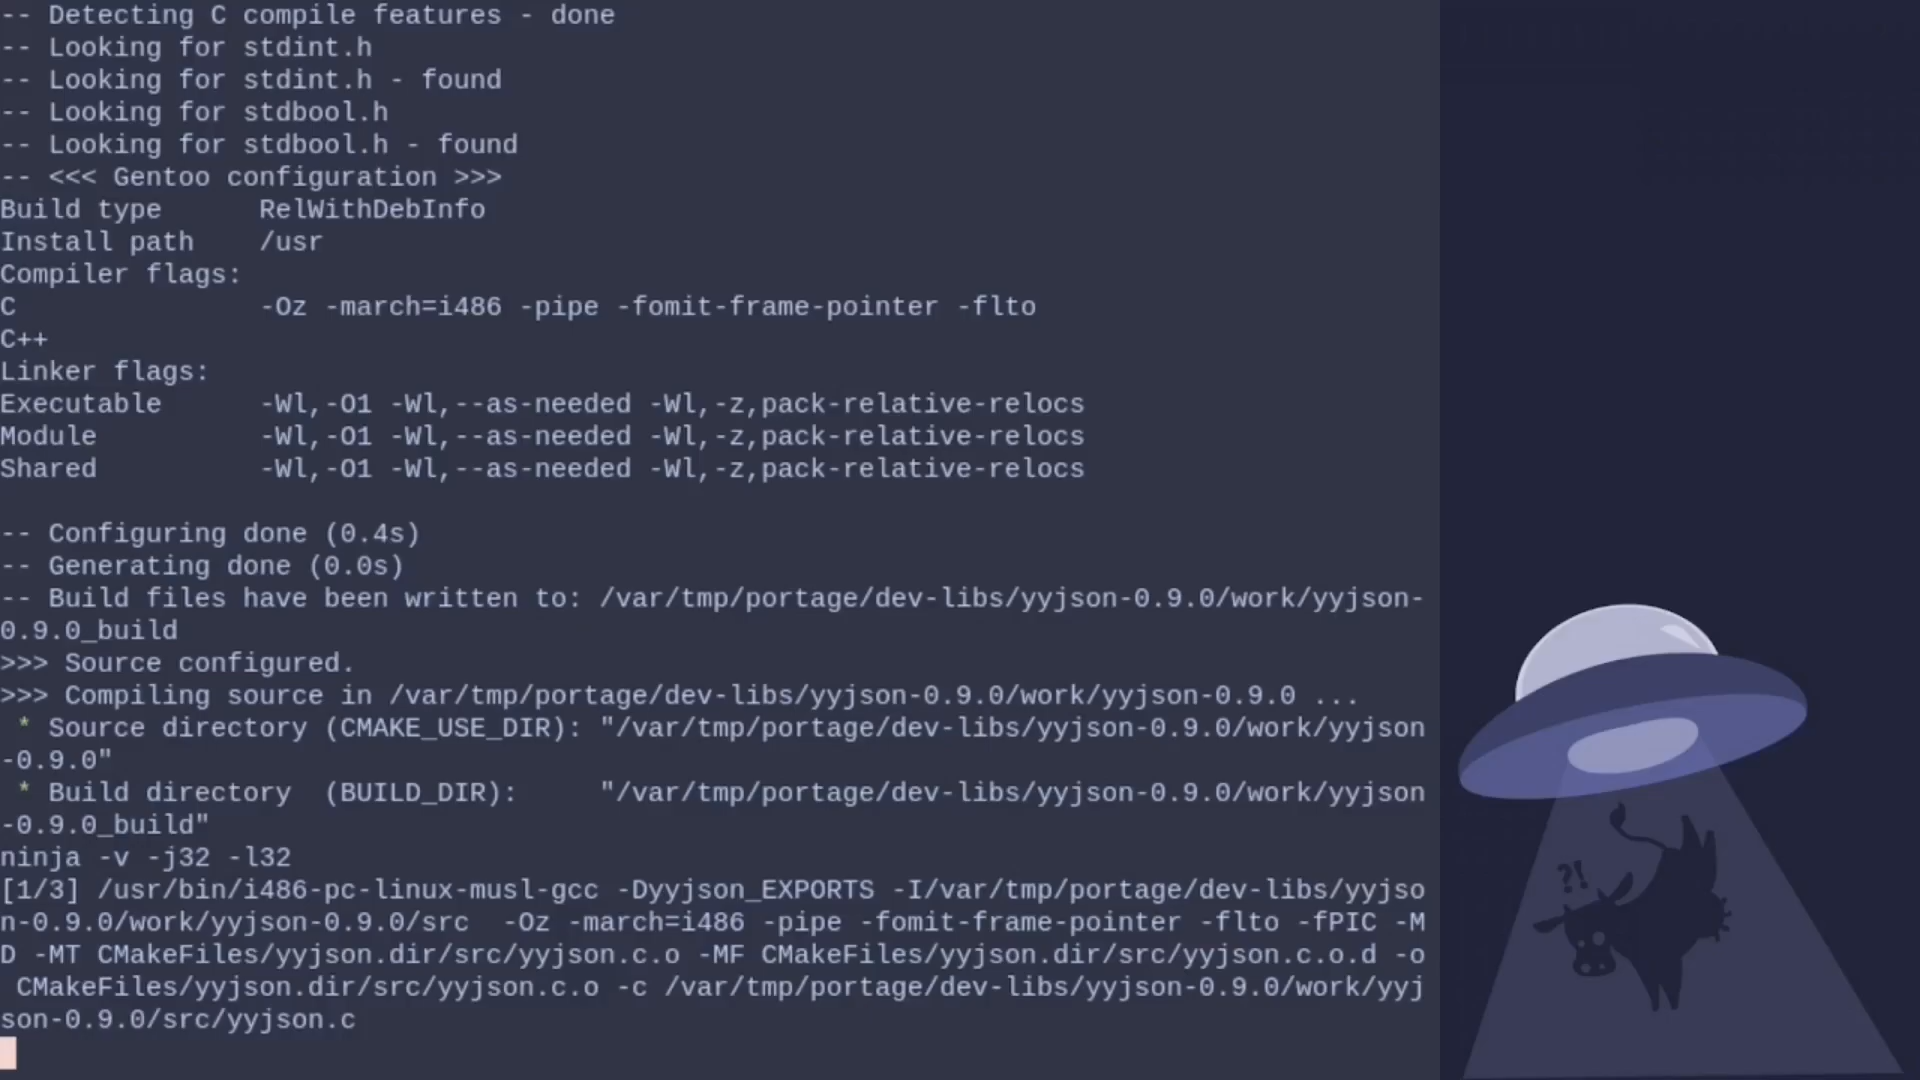 -- Detecting C compile features - done
-- Looking for stdint.h
-- Looking for stdint.h - found
-- Looking for stdbool.h
-- Looking for stdbool.h - found
-- <<< Gentoo configuration >>>
Build type      RelWithDebInfo
Install path    /usr
Compiler flags:
C               -Oz -march=i486 -pipe -fomit-frame-pointer -flto
C++
Linker flags:
Executable      -Wl,-O1 -Wl,--as-needed -Wl,-z,pack-relative-relocs
Module          -Wl,-O1 -Wl,--as-needed -Wl,-z,pack-relative-relocs
Shared          -Wl,-O1 -Wl,--as-needed -Wl,-z,pack-relative-relocs
-- Configuring done (0.4s)
-- Generating done (0.0s)
-- Build files have been written to: /var/tmp/portage/dev-libs/yyjson-0.9.0/work/yyjson-
0.9.0_build
>>> Source configured.
>>> Compiling source in /var/tmp/portage/dev-libs/yyjson-0.9.0/work/yyjson-0.9.0 ...
 * Source directory (CMAKE_USE_DIR): "/var/tmp/portage/dev-libs/yyjson-0.9.0/work/yyjson
-0.9.0"
 * Build directory  (BUILD_DIR):     "/var/tmp/portage/dev-libs/yyjson-0.9.0/work/yyjson
-0.9.0_build"
ninja -v -j32 -l32
[1/3] /usr/bin/i486-pc-linux-musl-gcc -Dyyjson_EXPORTS -I/var/tmp/portage/dev-libs/yyjso
n-0.9.0/work/yyjson-0.9.0/src  -Oz -march=i486 -pipe -fomit-frame-pointer -flto -fPIC -M
D -MT CMakeFiles/yyjson.dir/src/yyjson.c.o -MF CMakeFiles/yyjson.dir/src/yyjson.c.o.d -o
 CMakeFiles/yyjson.dir/src/yyjson.c.o -c /var/tmp/portage/dev-libs/yyjson-0.9.0/work/yyj
son-0.9.0/src/yyjson.c
?!